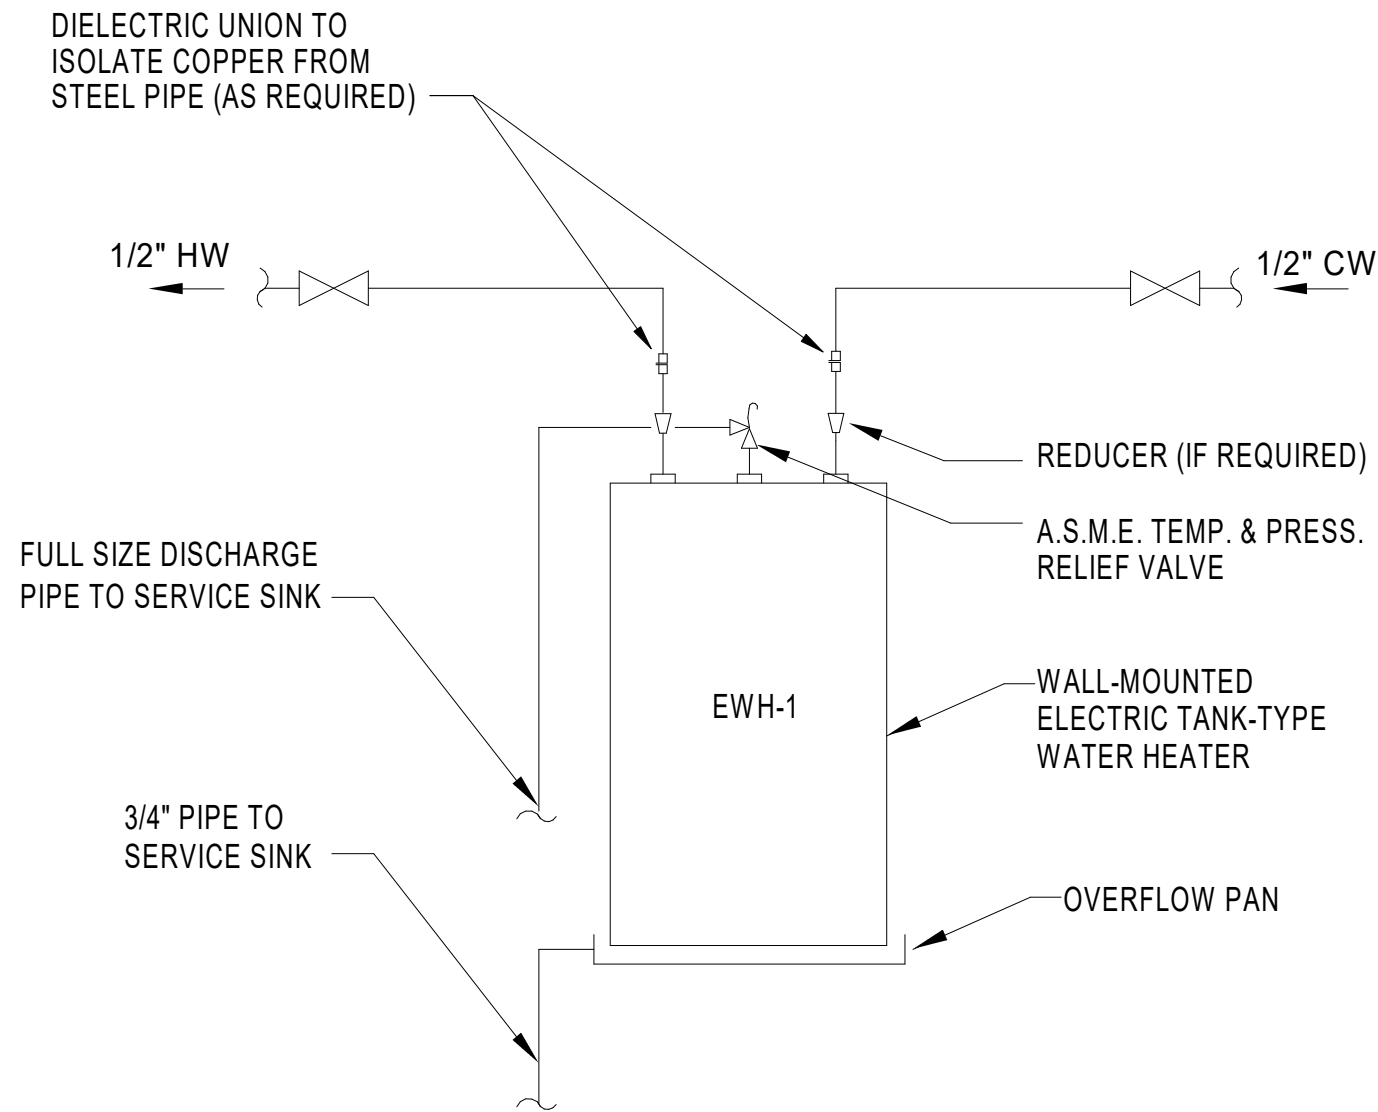 DIELECTRIC UNION TO
ISOLATE COPPER FROM
STEEL PIPE (AS REQUIRED)
1/2" HW
1/2" CW
REDUCER (IF REQUIRED)
A.S.M.E. TEMP. & PRESS.
RELIEF VALVE
FULL SIZE DISCHARGE
PIPE TO SERVICE SINK
EWH-1
WALL-MOUNTED
ELECTRIC TANK-TYPE
WATER HEATER
3/4" PIPE TO
SERVICE SINK
OVERFLOW PAN